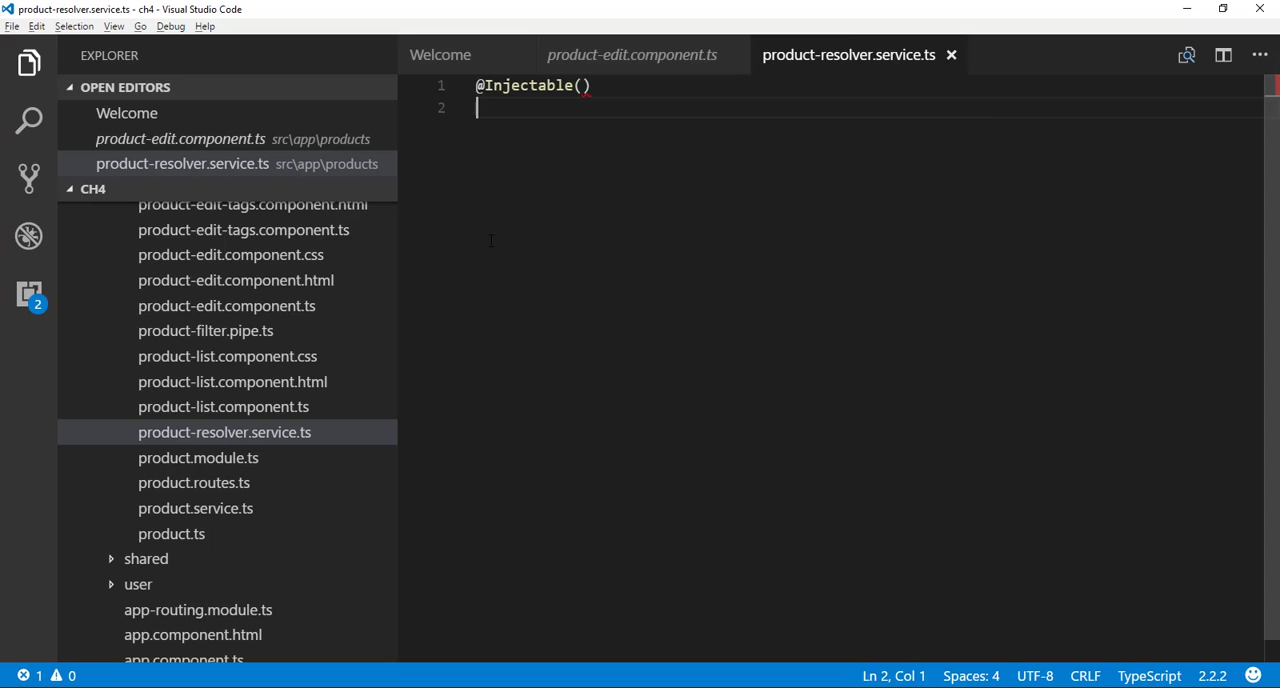 product-resolver.service.ts - ch4 - Visual Studio Code
File Edit Selection View Go Debug Help
EXPLORER
Welcome product-edit.component.ts product-resolver.service.ts
OPEN EDITORS
Welcome
product-edit.component.ts src\app\products
product-resolver.service.ts src\app\products
CH4
product-edit-tags.component.html
product-edit-tags.component.ts
product-edit.component.css
product-edit.component.html
product-edit.component.ts
product-filter.pipe.ts
product-list.component.css
product-list.component.html
product-list.component.ts
product-resolver.service.ts
product.module.ts
product.routes.ts
product.service.ts
product.ts
shared
user
app-routing.module.ts
app.component.html
app.component.ts
2
1 @Injectable()
2
1 0 Ln 2, Col 1 Spaces: 4 UTF-8 CRLF TypeScript 2.2.2